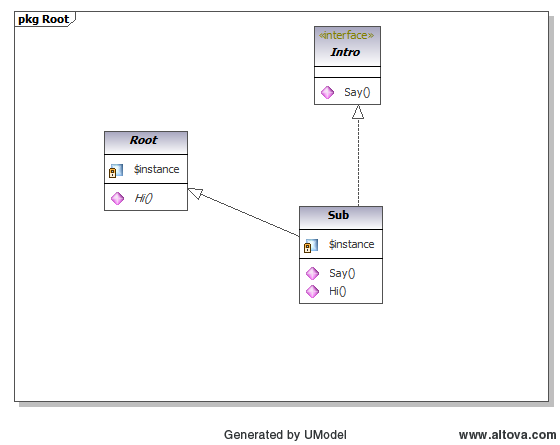 pkg Root
«interface»
Intro
Say()
Root
$instance
Hi()
Sub
$instance
Say()
Hi()
Generated by UModel
www.altova.com